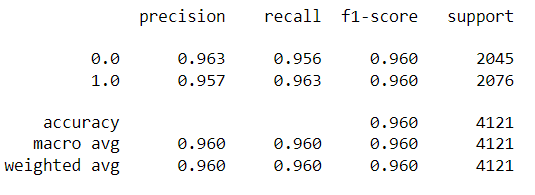 precision recall f1-score support
0.0 0.963 0.956 0.960 2045
1.0 0.957 0.963 0.960 2076
accuracy 0.960 4121
macro avg 0.960 0.960 0.960 4121
weighted avg 0.960 0.960 0.960 4121